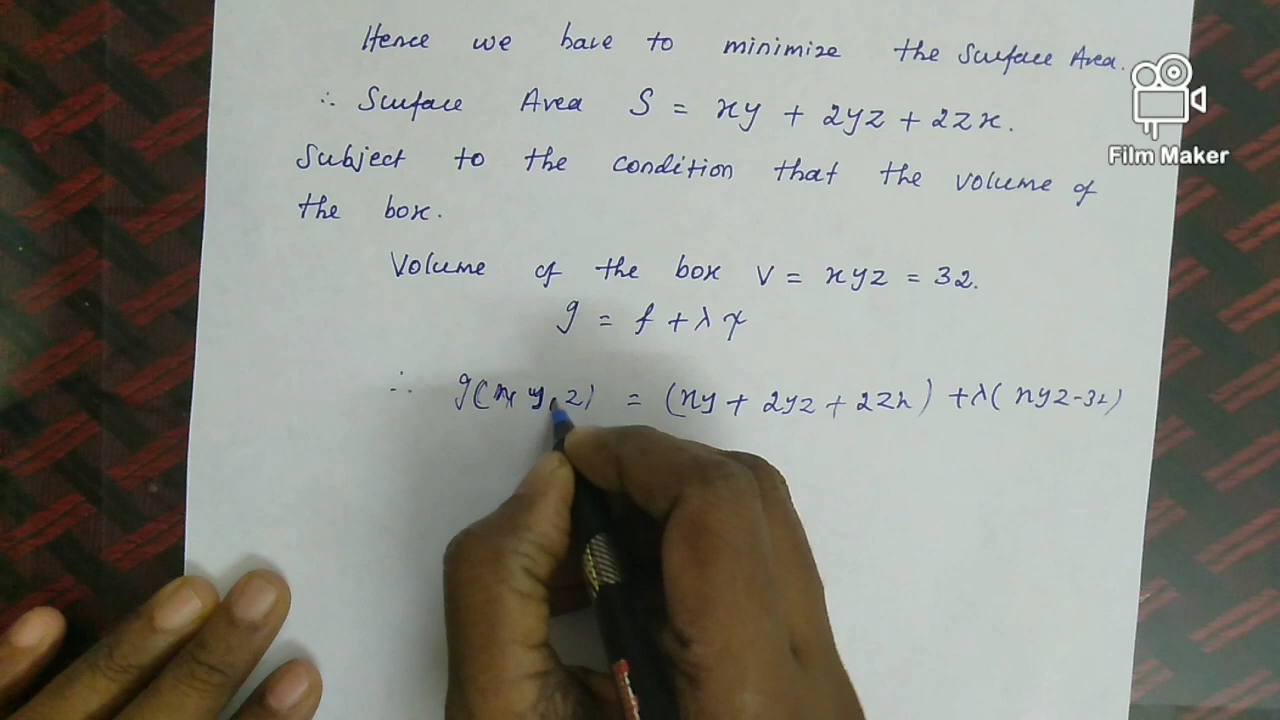 Hence we have to minimize the Surface Area.
∴ Surface Area S = xy + 2yz + 2zx.
Subject to the condition that the volume of
the box.
Volume of the box V = xyz = 32.
g = f + λ
∴ g(x, y, z) = (xy + 2yz + 2zx) + λ( xyz-32)
Film Maker